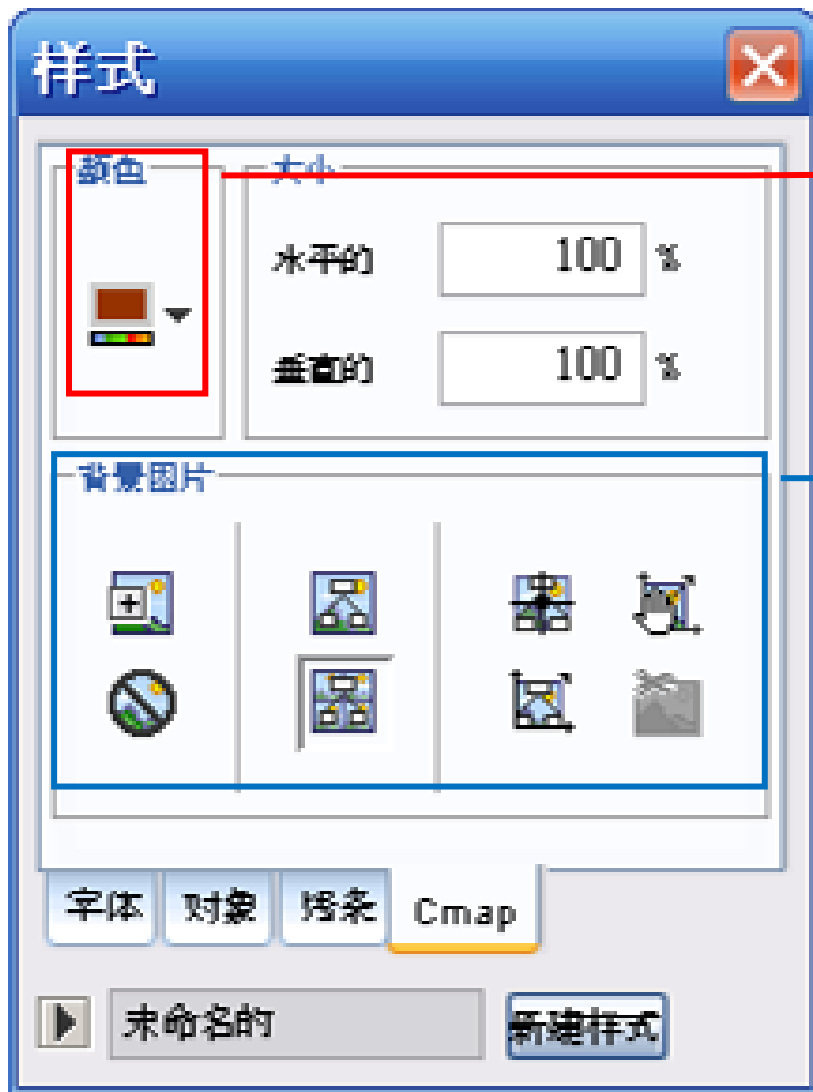 样式
颜色
大小
水平的 100 %
垂直的 100 %
背景图片
字体 对象 线条 Cmap
未命名的 新建样式